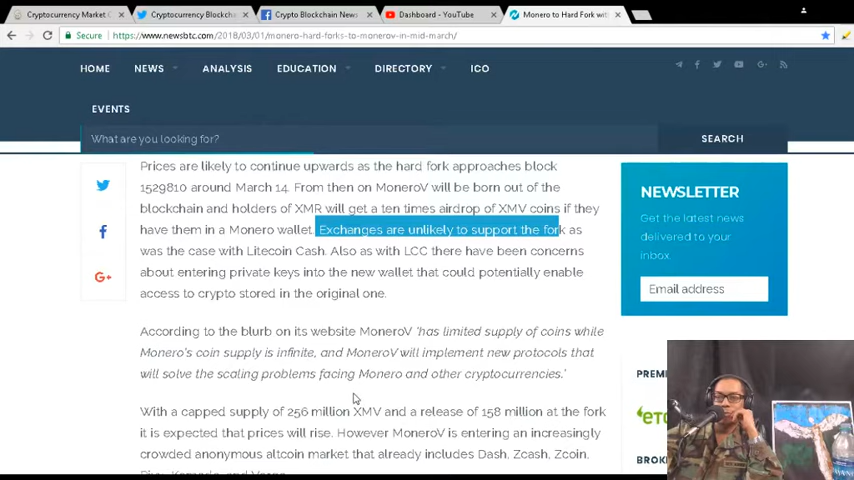 Cryptocurrency Market C
Cryptocurrency Blockchai
Crypto Blockchain News
Dashboard - YouTube
Monero to Hard Fork with
Secure
https://www.newsbtc.com/2018/03/01/monero-hard-forks-to-monerov-in-mid-march/
HOME NEWS ANALYSIS EDUCATION DIRECTORY ICO
EVENTS
What are you looking for?
SEARCH
Prices are likely to continue upwards as the hard fork approaches block
1529810 around March 14. From then on MoneroV will be born out of the
blockchain and holders of XMR will get a ten times airdrop of XMV coins if they
have them in a Monero wallet. Exchanges are unlikely to support the fork as
was the case with Litecoin Cash. Also as with LCC there have been concerns
about entering private keys into the new wallet that could potentially enable
access to crypto stored in the original one.
According to the blurb on its website MoneroV ‘has limited supply of coins while
Monero's coin supply is infinite, and MoneroV will implement new protocols that
will solve the scaling problems facing Monero and other cryptocurrencies.’
With a capped supply of 256 million XMV and a release of 158 million at the fork
it is expected that prices will rise. However MoneroV is entering an increasingly
crowded anonymous altcoin market that already includes Dash, Zcash, Zcoin,
NEWSLETTER
Get the latest news
delivered to your
inbox.
Email address
PREM
eto
BROK